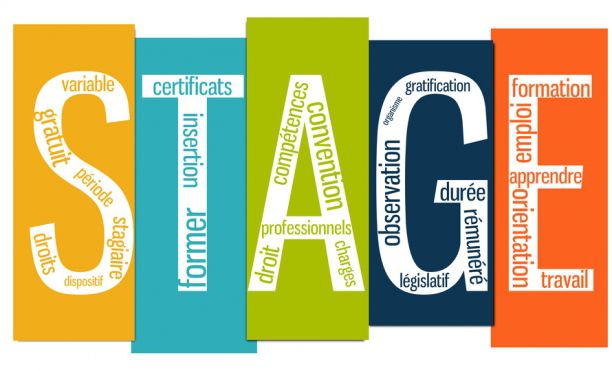 STAGE
variable
gratuit
période
stagiaire
droits
dispositif
certificats
insertion
former
compétences
convention
professionnels
droit
charges
gratification
organisme
observation
durée
rémunéré
législatif
formation
emploi
apprendre
orientation
travail